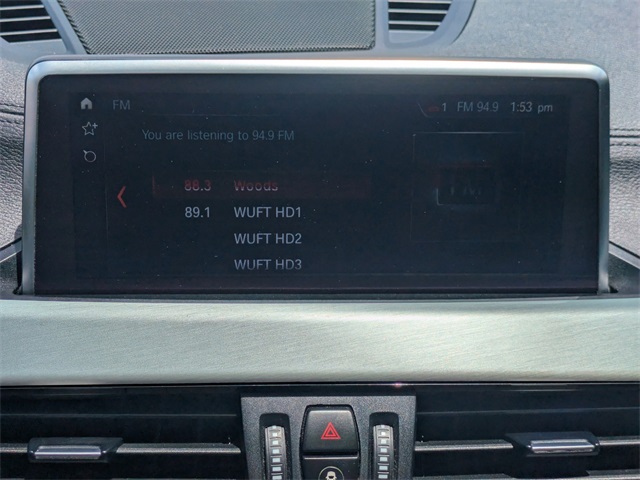 FM 1 FM 94.9 1:53 pm
You are listening to 94.9 FM
88.3 Woods
89.1 WUFT HD1
WUFT HD2
WUFT HD3
FM